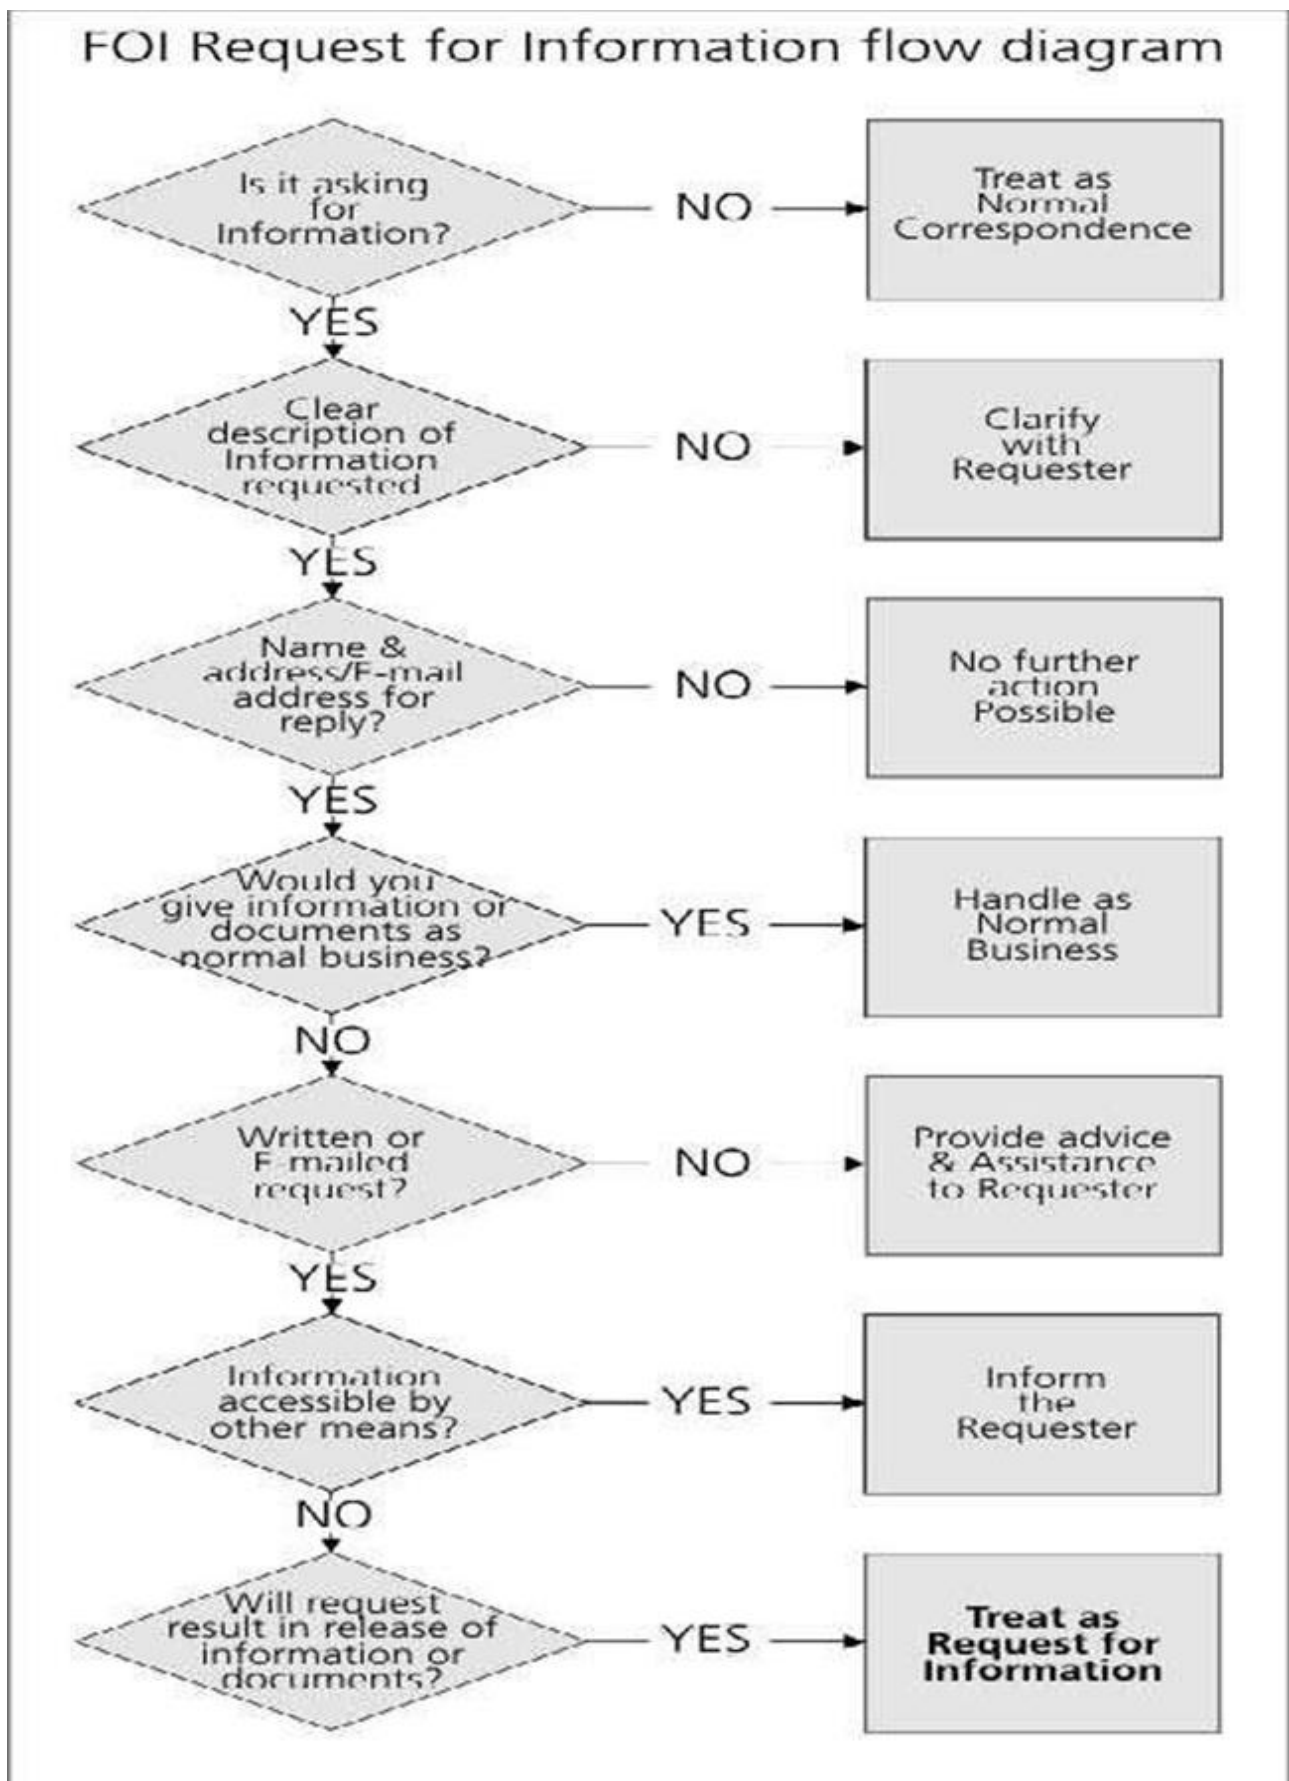 FOI Request for Information flow diagram
Is it asking
for
Information?
NO
Treat as
Normal
Correspondence
YES
Clear
description of
Information
requested
NO
Clarify
with
Requester
YES
Name &
address/E-mail
address for
reply?
NO
No further
action
Possible
YES
Would you
give information or
documents as
normal business?
YES
Handle as
Normal
Business
NO
Written or
E-mailed
request?
NO
Provide advice
& Assistance
to Requester
YES
Information
accessible by
other means?
YES
Inform
the
Requester
NO
Will request
result in release of
information or
documents?
YES
Treat as
Request for
Information